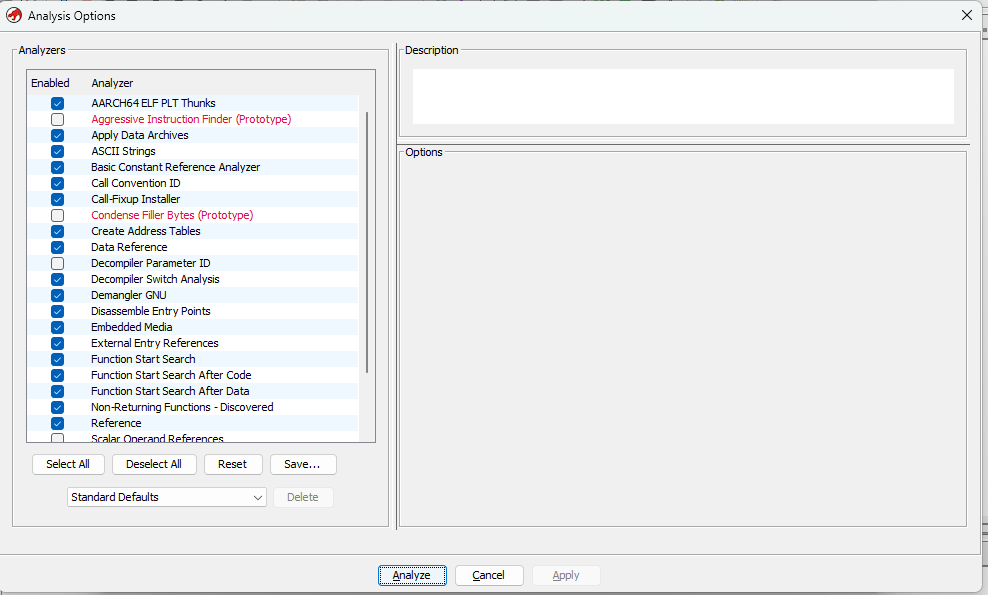 Analysis Options
Analyzers
Enabled Analyzer
AARCH64 ELF PLT Thunks
Aggressive Instruction Finder (Prototype)
Apply Data Archives
ASCII Strings
Basic Constant Reference Analyzer
Call Convention ID
Call-Fixup Installer
Condense Filler Bytes (Prototype)
Create Address Tables
Data Reference
Decompiler Parameter ID
Decompiler Switch Analysis
Demangler GNU
Disassemble Entry Points
Embedded Media
External Entry References
Function Start Search
Function Start Search After Code
Function Start Search After Data
Non-Returning Functions - Discovered
Reference
Scalar Operand References
Select All Deselect All Reset Save...
Standard Defaults Delete
Description
Options
Analyze Cancel Apply